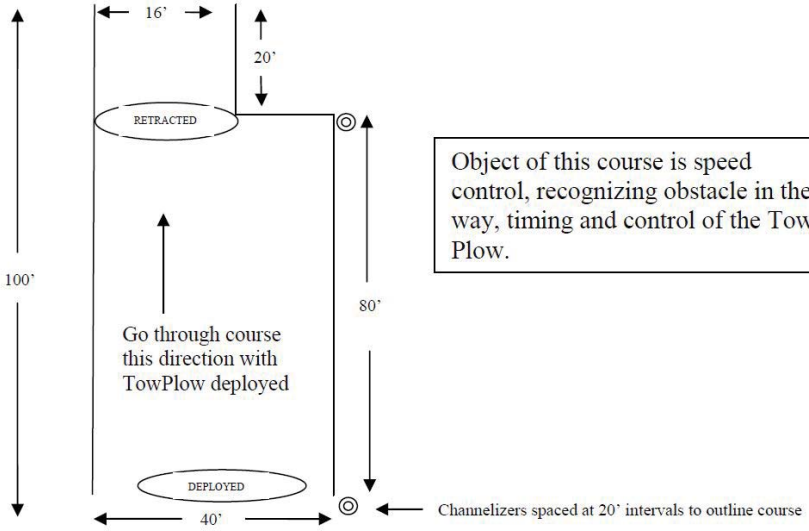 16’
20’
RETRACTED
Object of this course is speed
control, recognizing obstacle in the
way, timing and control of the Tow
Plow.
100’
80’
Go through course
this direction with
TowPlow deployed
DEPLOYED
Channelizers spaced at 20’ intervals to outline course
40’